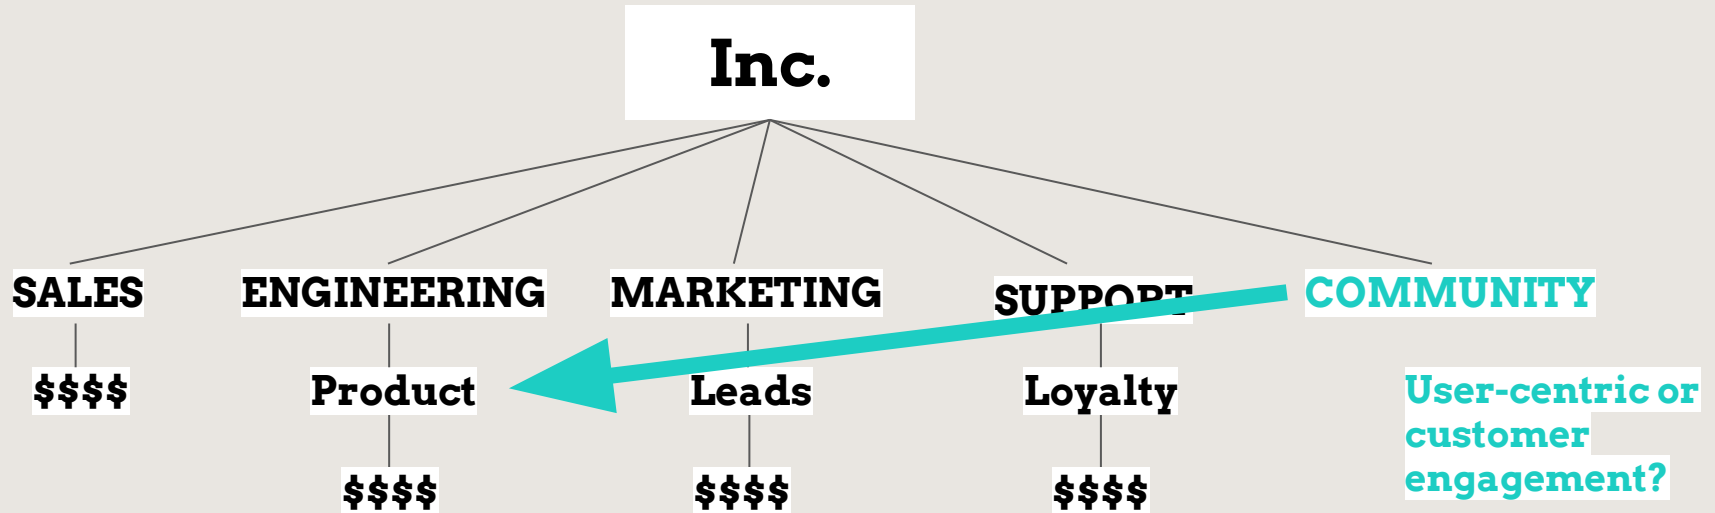 Inc.
SALES
ENGINEERING
MARKETING
SUPPORT
COMMUNITY
$$$$
Product
Leads
Loyalty
User-centric or
customer
engagement?
$$$$
$$$$
$$$$